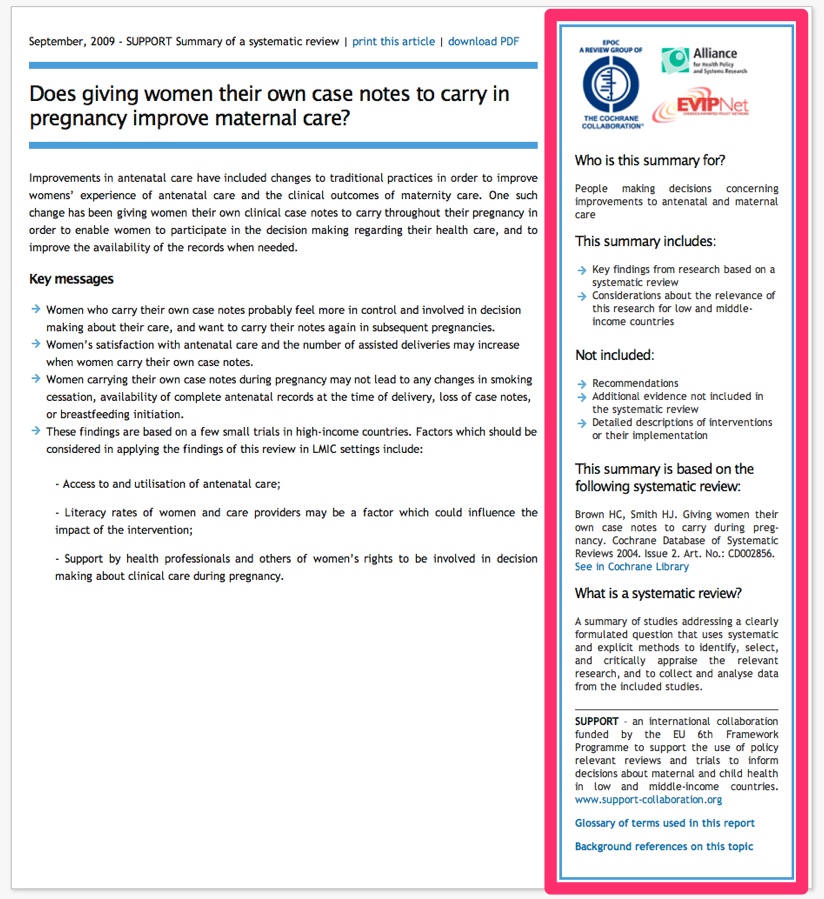 September, 2009 - SUPPORT Summary of a systematic review | print this article | download PDF
Does giving women their own case notes to carry in
pregnancy improve maternal care?
Improvements in antenatal care have included changes to traditional practices in order to improve
womens’ experience of antenatal care and the clinical outcomes of maternity care. One such
change has been giving women their own clinical case notes to carry throughout their pregnancy in
order to enable women to participate in the decision making regarding their health care, and to
improve the availability of the records when needed.
Key messages
→ Women who carry their own case notes probably feel more in control and involved in decision
making about their care, and want to carry their notes again in subsequent pregnancies.
→ Women’s satisfaction with antenatal care and the number of assisted deliveries may increase
when women carry their own case notes.
→ Women carrying their own case notes during pregnancy may not lead to any changes in smoking
cessation, availability of complete antenatal records at the time of delivery, loss of case notes,
or breastfeeding initiation.
→ These findings are based on a few small trials in high-income countries. Factors which should be
considered in applying the findings of this review in LMIC settings include:
- Access to and utilisation of antenatal care;
- Literacy rates of women and care providers may be a factor which could influence the
impact of the intervention;
- Support by health professionals and others of women’s rights to be involved in decision
making about clinical care during pregnancy.
EPOC
A REVIEW GROUP OF
THE COCHRANE
COLLABORATION®
Alliance
for Health Policy
and Systems Research
EVIPNet
Who is this summary for?
People making decisions concerning
improvements to antenatal and maternal
care
This summary includes:
→ Key findings from research based on a
systematic review
→ Considerations about the relevance of
this research for low and middle-
income countries
Not included:
→ Recommendations
→ Additional evidence not included in
the systematic review
→ Detailed descriptions of interventions
or their implementation
This summary is based on the
following systematic review:
Brown HC, Smith HJ. Giving women their
own case notes to carry during preg-
nancy. Cochrane Database of Systematic
Reviews 2004. Issue 2. Art. No.: CD002856.
See in Cochrane Library
What is a systematic review?
A summary of studies addressing a clearly
formulated question that uses systematic
and explicit methods to identify, select,
and critically appraise the relevant
research, and to collect and analyse data
from the included studies.
SUPPORT - an international collaboration
funded by the EU 6th Framework
Programme to support the use of policy
relevant reviews and trials to inform
decisions about maternal and child health
in low and middle-income countries.
www.support-collaboration.org
Glossary of terms used in this report
Background references on this topic